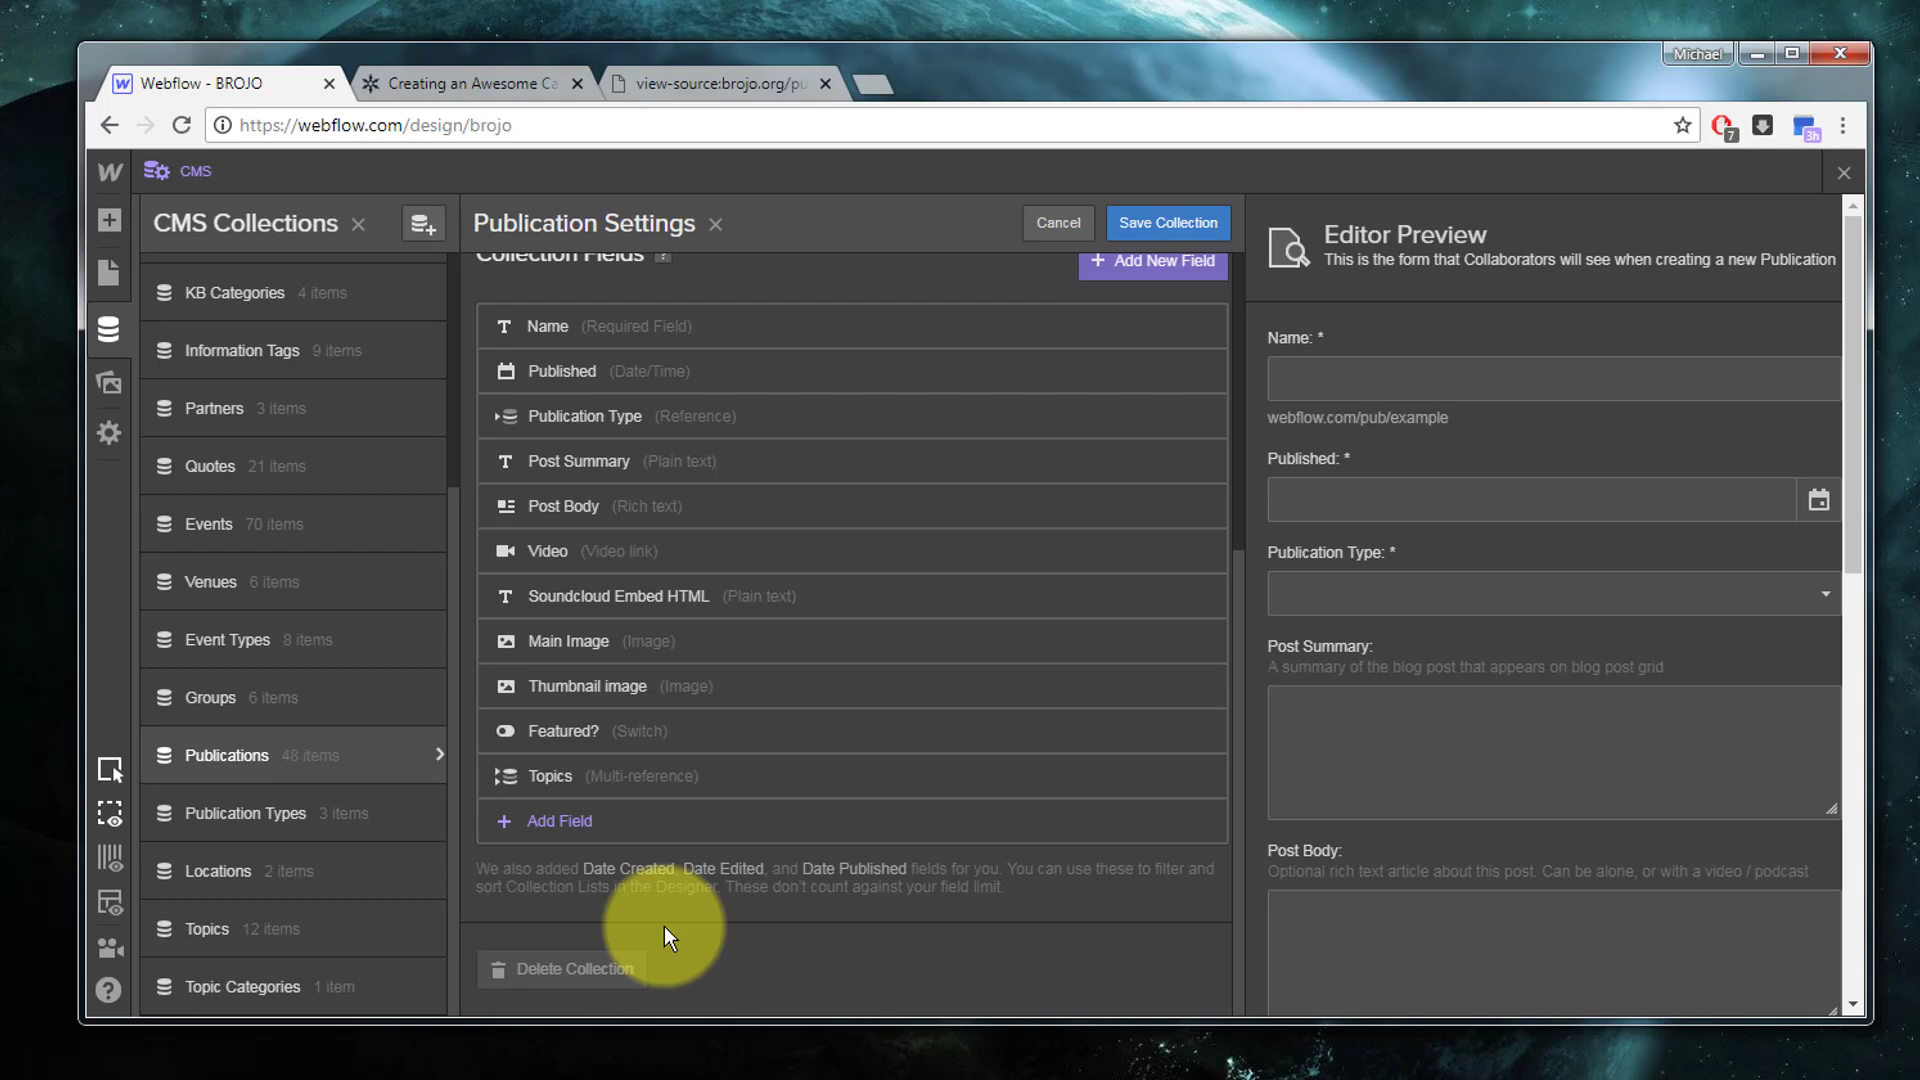 Michael
Webflow - BROJO
Creating an Awesome Ca
view-source:brojo.org/pu
https://webflow.com/design/brojo
7
3h
CMS
CMS Collections
Publication Settings
Cancel
Save Collection
Editor Preview
This is the form that Collaborators will see when creating a new Publication
Collection Fields ?
+ Add New Field
KB Categories 4 items
Information Tags 9 items
Partners 3 items
Quotes 21 items
Events 70 items
Venues 6 items
Event Types 8 items
Groups 6 items
Publications 48 items
Publication Types 3 items
Locations 2 items
Topics 12 items
Topic Categories 1 item
Name (Required Field)
Published (Date/Time)
Publication Type (Reference)
Post Summary (Plain text)
Post Body (Rich text)
Video (Video link)
Soundcloud Embed HTML (Plain text)
Main Image (Image)
Thumbnail image (Image)
Featured? (Switch)
Topics (Multi-reference)
+ Add Field
We also added Date Created, Date Edited, and Date Published fields for you. You can use these to filter and
sort Collection Lists in the Designer. These don't count against your field limit.
Delete Collection
Name: *
webflow.com/pub/example
Published: *
Publication Type: *
Post Summary:
A summary of the blog post that appears on blog post grid
Post Body:
Optional rich text article about this post. Can be alone, or with a video / podcast